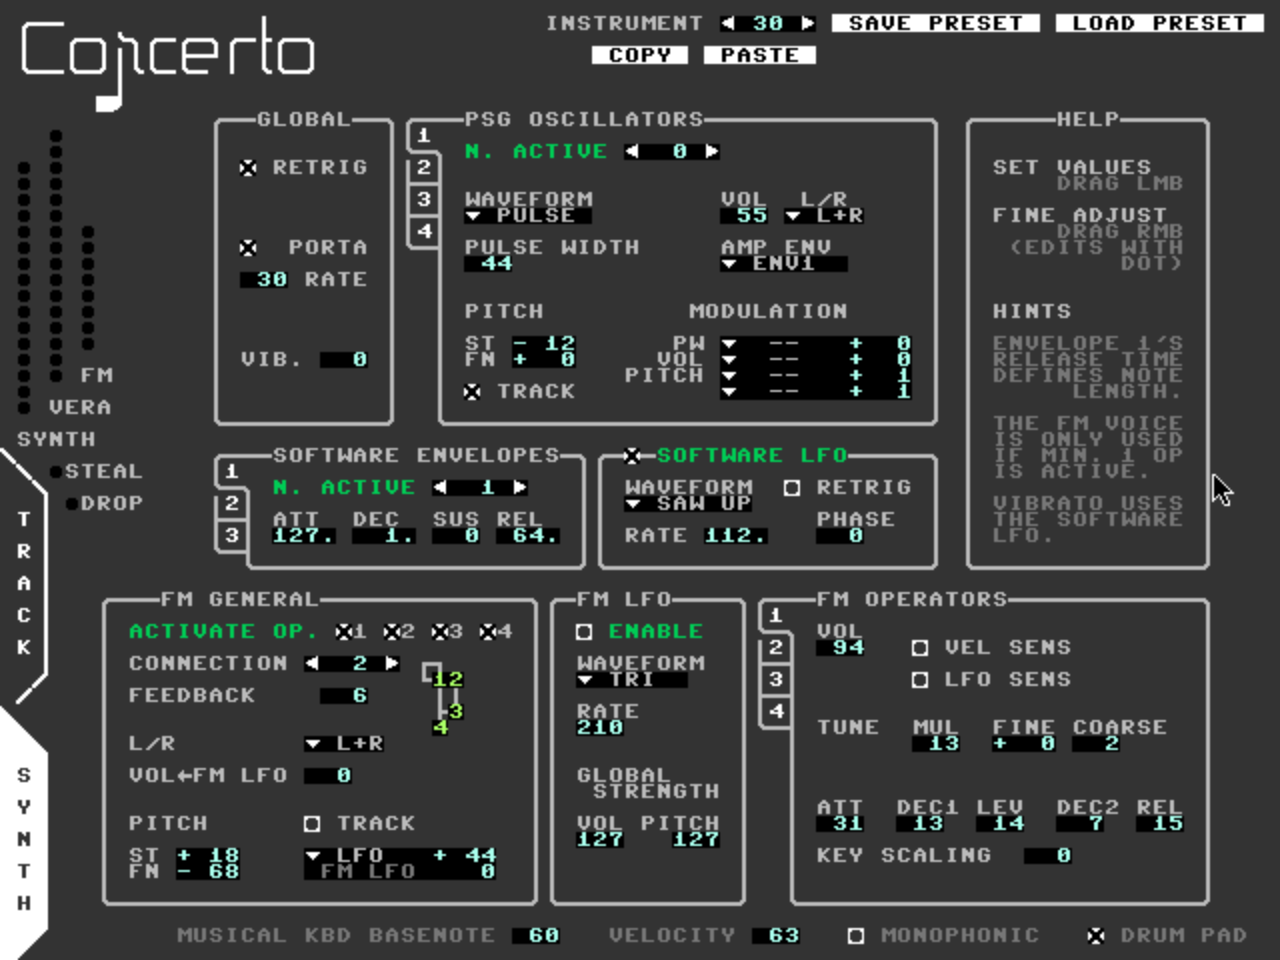 Concerto
INSTRUMENT 30 SAVE PRESET LOAD PRESET
COPY PASTE
GLOBAL
RETRIG
PORTA
30 RATE
VIB. 0
PSG OSCILLATORS
1
2
3
4
N. ACTIVE 0
WAVEFORM VOL L/R
PULSE 55 L+R
PULSE WIDTH AMP ENV
44 ENV1
PITCH MODULATION
ST - 12 PW -- + 0
FN + 0 VOL -- + 0
PITCH -- + 1
TRACK -- + 1
HELP
SET VALUES
DRAG LMB
FINE ADJUST
DRAG RMB
(EDITS WITH
DOT)
HINTS
ENVELOPE 1'S
RELEASE TIME
DEFINES NOTE
LENGTH.
THE FM VOICE
IS ONLY USED
IF MIN. 1 OP
IS ACTIVE.
VIBRATO USES
THE SOFTWARE
LFO.
FM
VERA
SYNTH
STEAL
DROP
TRACK
SYNTH
SOFTWARE ENVELOPES
1
2
3
N. ACTIVE 1
ATT DEC SUS REL
127. 1. 0 64.
SOFTWARE LFO
WAVEFORM RETRIG
SAW UP PHASE
RATE 112. 0
FM GENERAL
ACTIVATE OP. 1 2 3 4
CONNECTION 2
FEEDBACK 6
12
3
4
L/R L+R
VOL←FM LFO 0
PITCH TRACK
ST + 18 LFO + 44
FN - 68 FM LFO 0
FM LFO
ENABLE
WAVEFORM
TRI
RATE
210
GLOBAL
STRENGTH
VOL PITCH
127 127
FM OPERATORS
1
2
3
4
VOL
94 VEL SENS
LFO SENS
TUNE MUL FINE COARSE
13 + 0 2
ATT DEC1 LEV DEC2 REL
31 13 14 7 15
KEY SCALING 0
MUSICAL KBD BASENOTE 60 VELOCITY 63 MONOPHONIC DRUM PAD